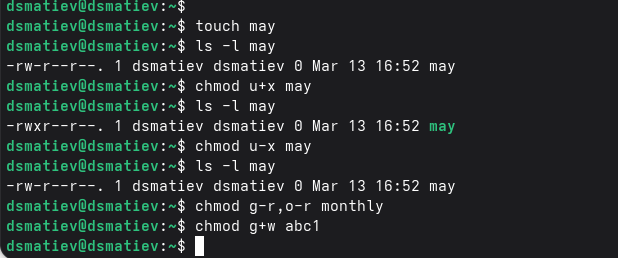 dsmatiev@dsmatiev:~$
dsmatiev@dsmatiev:~$ touch may
dsmatiev@dsmatiev:~$ ls -l may
-rw-r--r--. 1 dsmatiev dsmatiev 0 Mar 13 16:52 may
dsmatiev@dsmatiev:~$ chmod u+x may
dsmatiev@dsmatiev:~$ ls -l may
-rwxr--r--. 1 dsmatiev dsmatiev 0 Mar 13 16:52 may
dsmatiev@dsmatiev:~$ chmod u-x may
dsmatiev@dsmatiev:~$ ls -l may
-rw-r--r--. 1 dsmatiev dsmatiev 0 Mar 13 16:52 may
dsmatiev@dsmatiev:~$ chmod g-r,o-r monthly
dsmatiev@dsmatiev:~$ chmod g+w abc1
dsmatiev@dsmatiev:~$